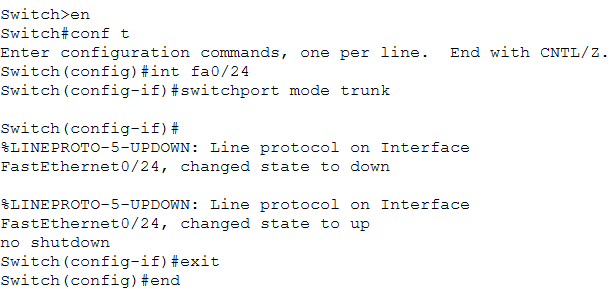 Switch>en
Switch#conf t
Enter configuration commands, one per line.  End with CNTL/Z.
Switch(config)#int fa0/24
Switch(config-if)#switchport mode trunk
Switch(config-if)#
%LINEPROTO-5-UPDOWN: Line protocol on Interface
FastEthernet0/24, changed state to down
%LINEPROTO-5-UPDOWN: Line protocol on Interface
FastEthernet0/24, changed state to up
no shutdown
Switch(config-if)#exit
Switch(config)#end